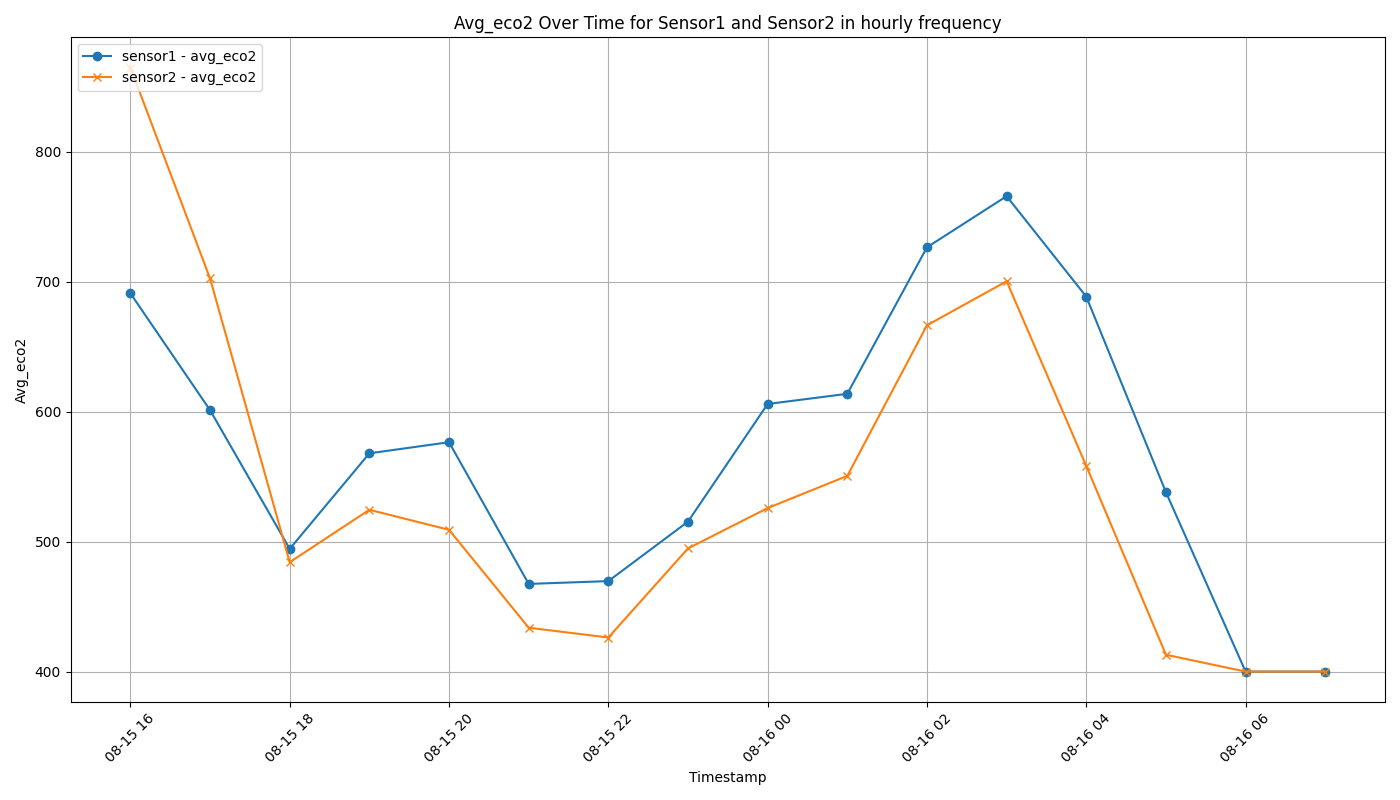 Avg_eco2 Over Time for Sensor1 and Sensor2 in hourly frequency
sensor1 - avg_eco2
sensor2 - avg_eco2
800
700
600
500
400
Avg_eco2
08-15 16
08-15 18
08-15 20
08-15 22
08-16 00
08-16 02
08-16 04
08-16 06
Timestamp